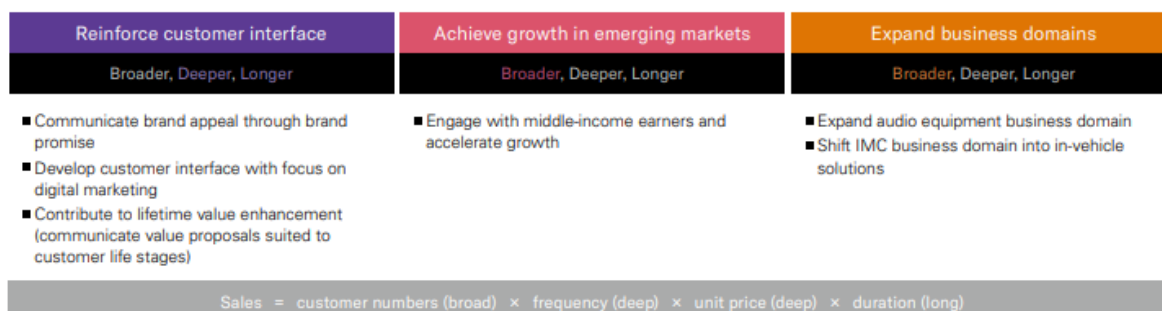 Reinforce customer interface
Broader, Deeper, Longer
■ Communicate brand appeal through brand
promise
■ Develop customer interface with focus on
digital marketing
■ Contribute to lifetime value enhancement
(communicate value proposals suited to
customer life stages)
Achieve growth in emerging markets
Broader, Deeper, Longer
■ Engage with middle-income earners and
accelerate growth
Expand business domains
Broader, Deeper, Longer
■ Expand audio equipment business domain
■ Shift IMC business domain into in-vehicle
solutions
Sales = customer numbers (broad) × frequency (deep) × unit price (deep) × duration (long)